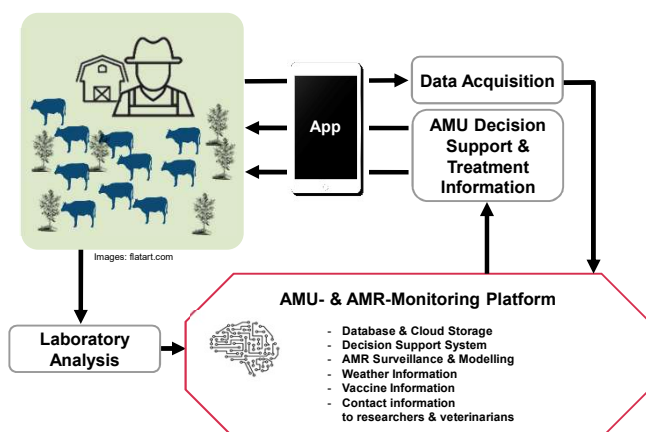 App
Data Acquisition
AMU Decision
Support &
Treatment
Information
Images: flatart.com
Laboratory
Analysis
AMU- & AMR-Monitoring Platform
- Database & Cloud Storage
- Decision Support System
- AMR Surveillance & Modelling
- Weather Information
- Vaccine Information
- Contact information
to researchers & veterinarians